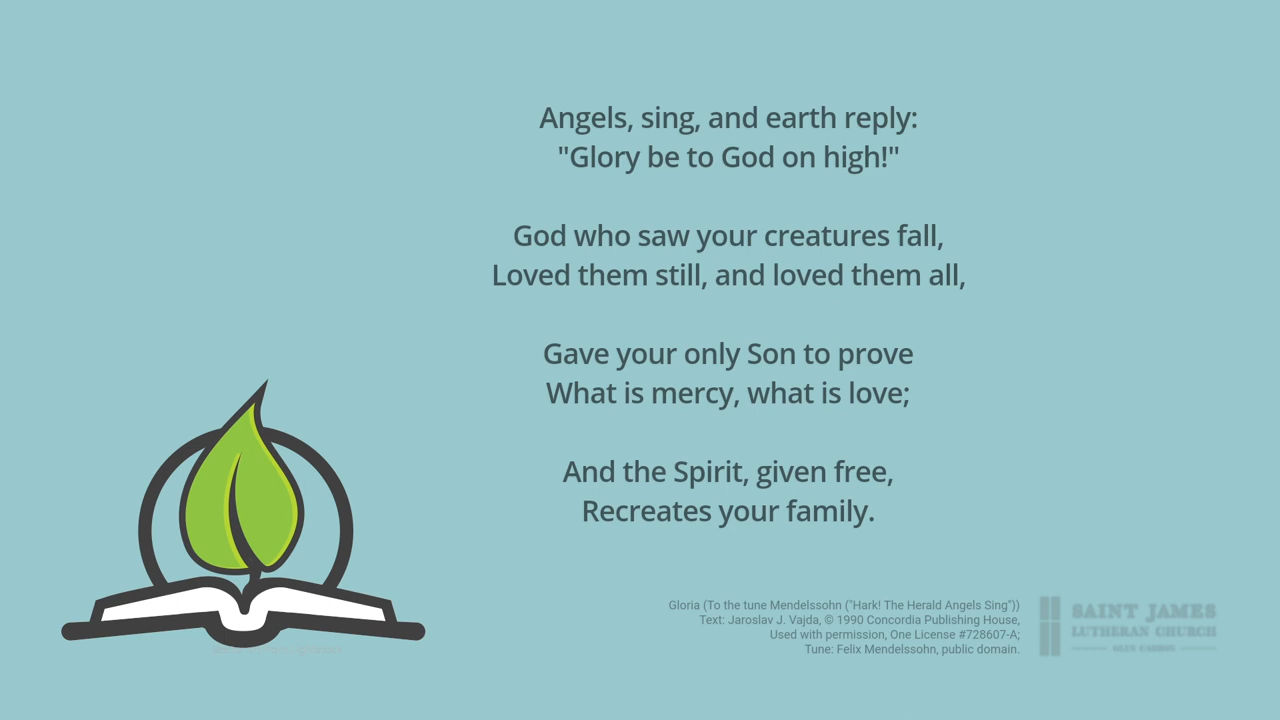 Angels, sing, and earth reply:
"Glory be to God on high!"
God who saw your creatures fall,
Loved them still, and loved them all,
Gave your only Son to prove
What is mercy, what is love;
And the Spirit, given free,
Recreates your family.
Gloria (To the tune Mendelssohn ("Hark! The Herald Angels Sing"))
Text: Jaroslav J. Vajda, © 1990 Concordia Publishing House,
Used with permission, One License #728607-A;
Tune: Felix Mendelssohn, public domain.
SAINT JAMES
LUTHERAN CHURCH